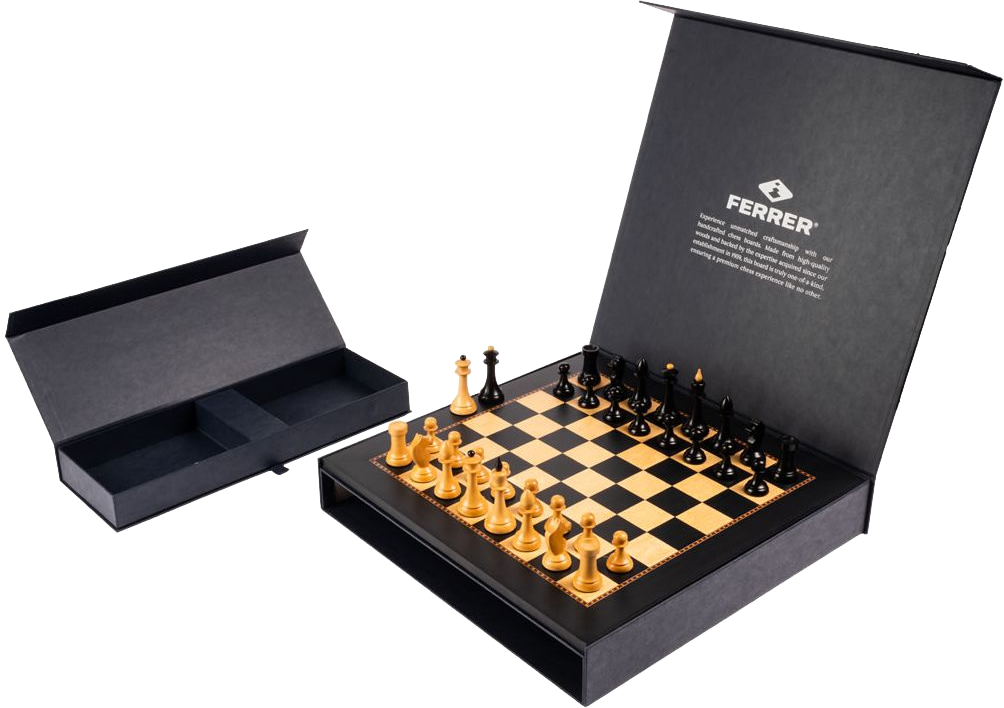 FERRER®
Experience unmatched craftsmanship with our
handcrafted chess boards. Made from high-quality
woods and backed by the expertise acquired since our
establishment in 1909, this board is truly one-of-a-kind,
ensuring a premium chess experience like no other.